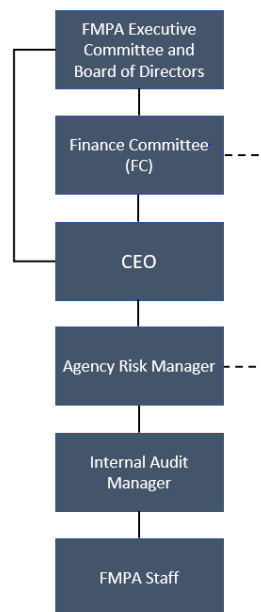 FMPA Executive
Committee and
Board of Directors
Finance Committee
(FC)
CEO
Agency Risk Manager
Internal Audit
Manager
FMPA Staff